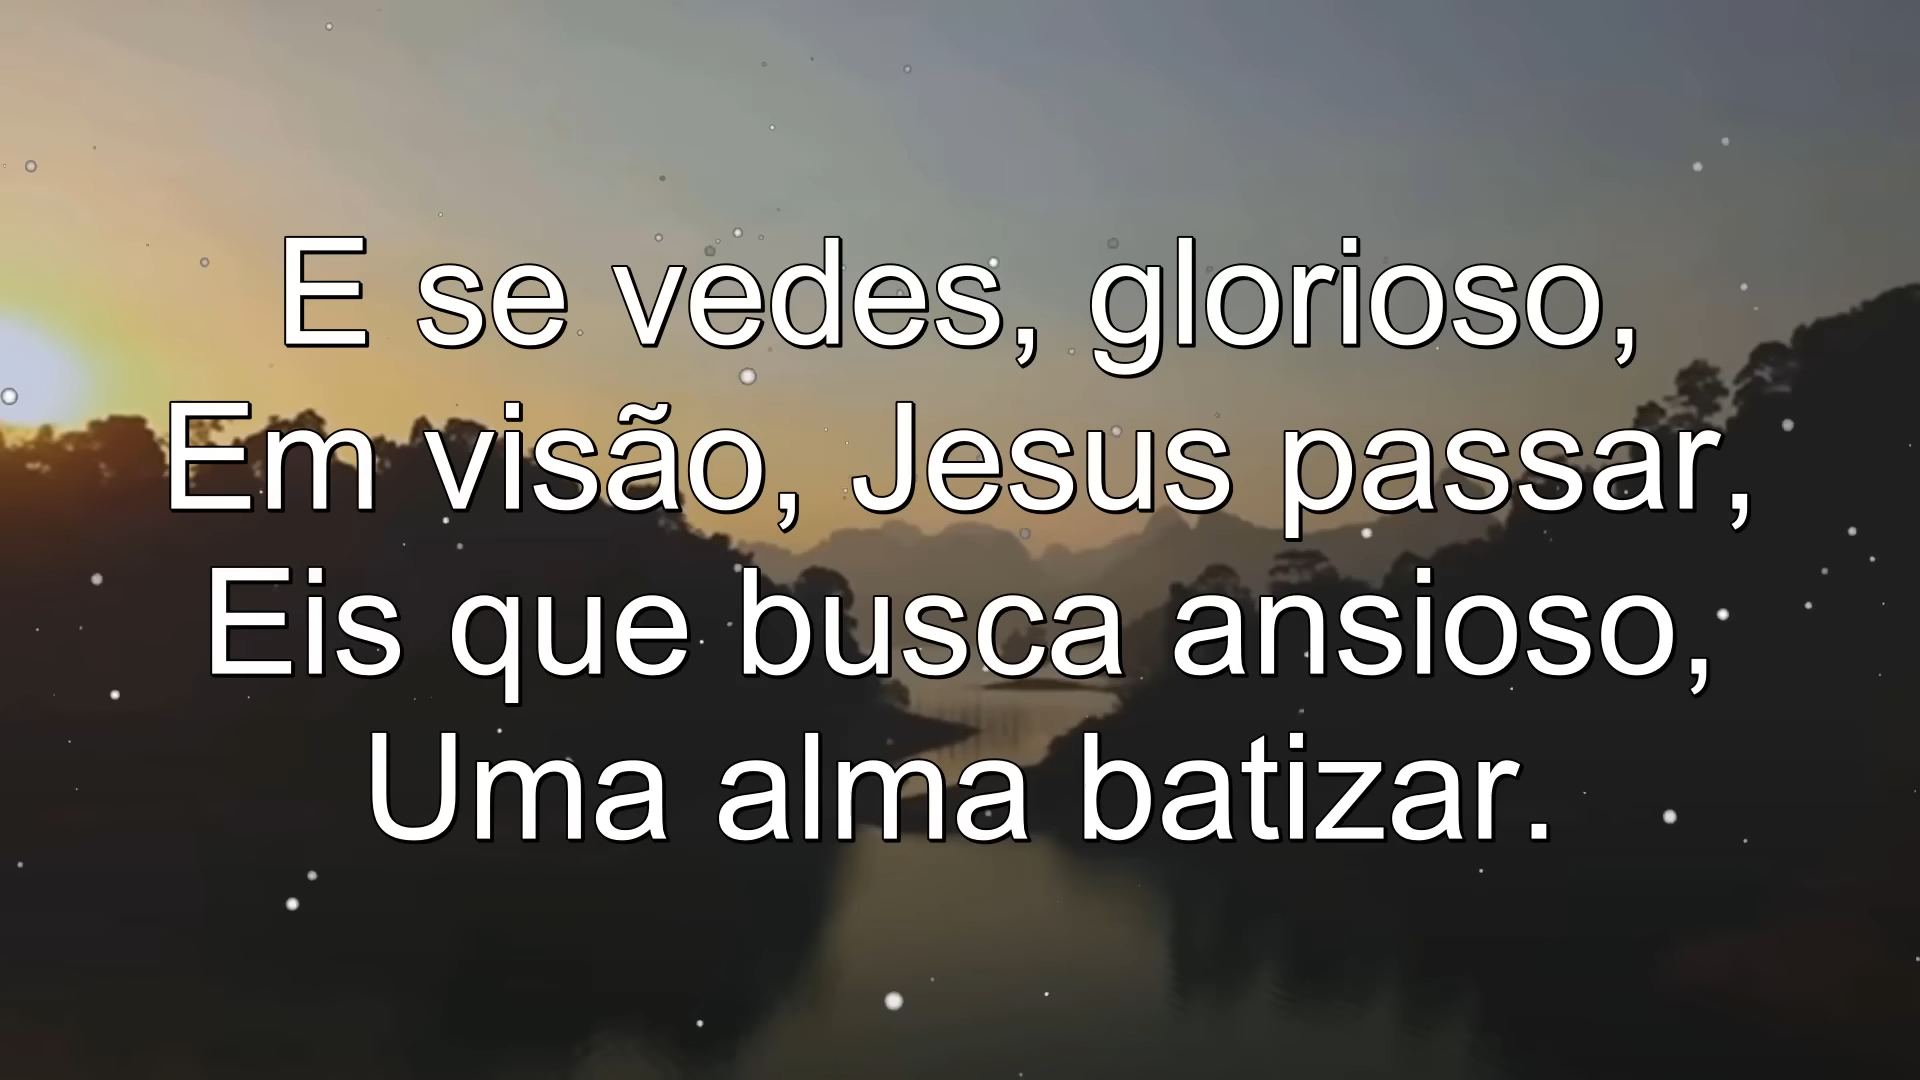 E se vedes, glorioso,
Em visão, Jesus passar,
Eis que busca ansioso,
Uma alma batizar.